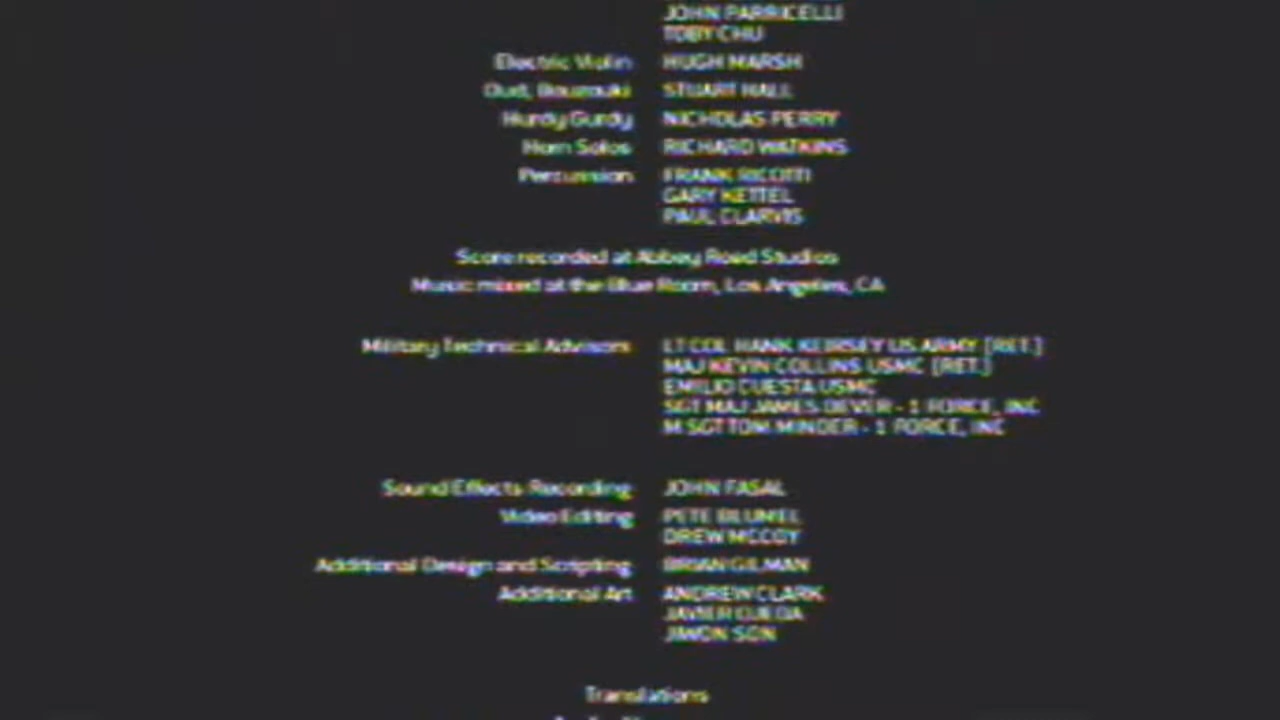 JOHN PARRICELLI
TOBY CHU
Electric Violin HUGH MARSH
Oud, Bouzouki STUART HALL
Hurdy Gurdy NICHOLAS PERRY
Horn Solos RICHARD WATKINS
Percussion FRANK RICOTTI
GARY KETTEL
PAUL CLARVIS
Score recorded at Abbey Road Studios
Music mixed at the Blue Room, Los Angeles, CA
Military Technical Advisors LT COL HANK KEIRSEY US ARMY [RET.]
MAJ KEVIN COLLINS USMC [RET.]
EMILIO CUESTA USMC
SGT MAJ JAMES DEVER - 1 FORCE, INC
M SGT TOM MINDER - 1 FORCE, INC
Sound Effects Recording JOHN FASAL
Video Editing PETE BLUMEL
DREW MCCOY
Additional Design and Scripting BRIAN GILMAN
Additional Art ANDREW CLARK
JAVIER OJEDA
JIWON SON
Translations